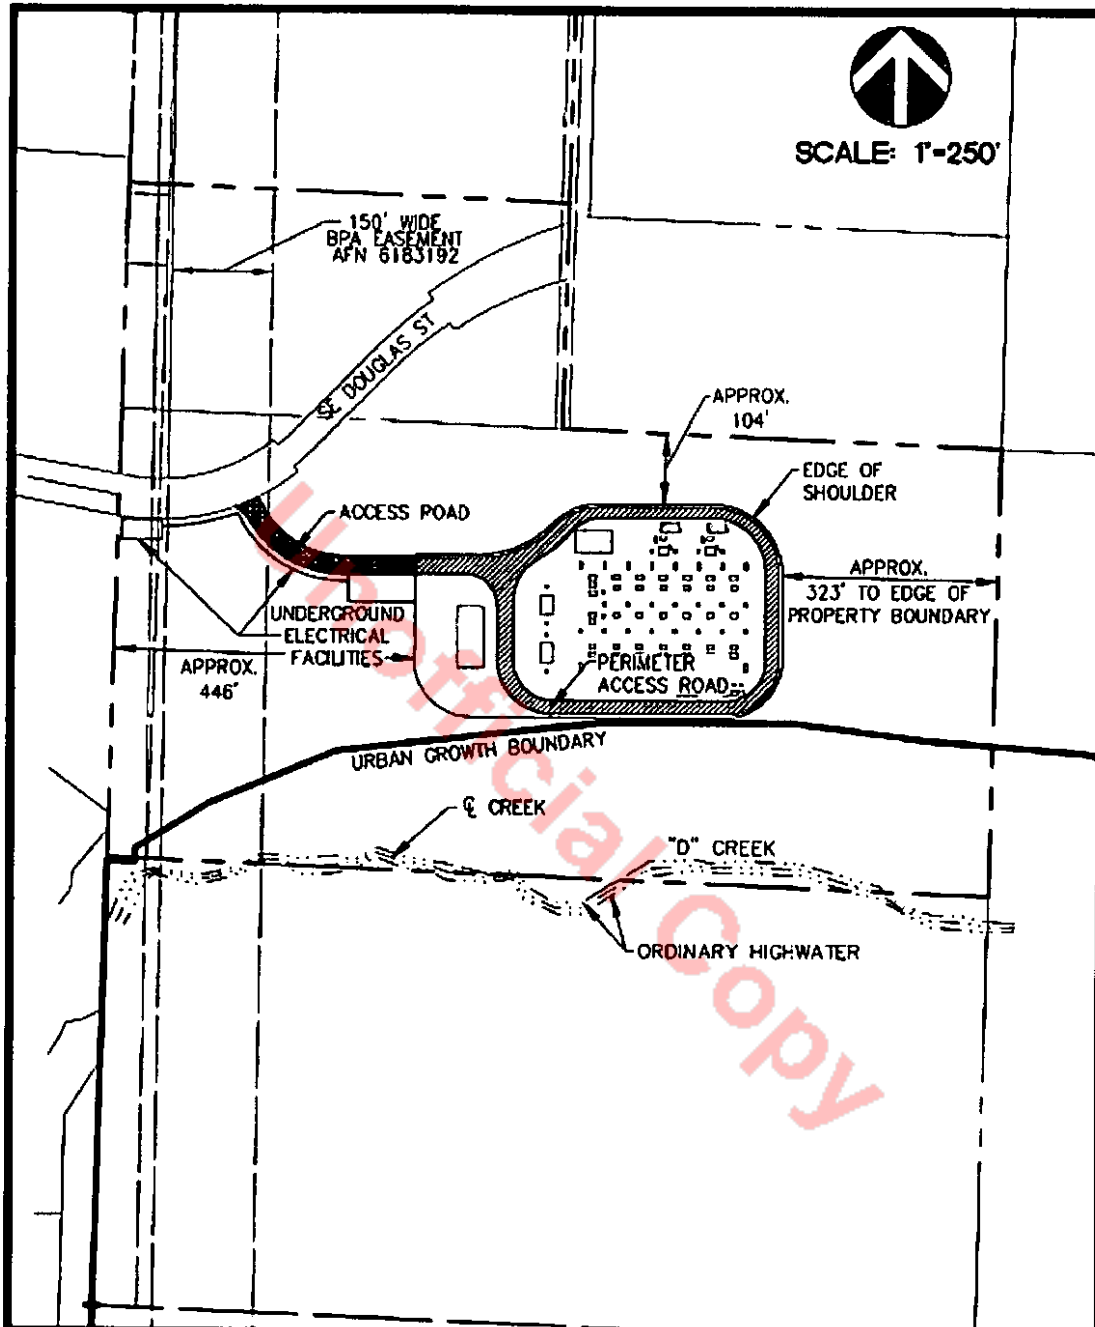 SCALE: 1"=250'
150' WIDE
BPA EASEMENT
AFN 6183192
SE DOUGLAS ST
APPROX.
104'
EDGE OF
SHOULDER
ACCESS ROAD
APPROX.
323' TO EDGE OF
PROPERTY BOUNDARY
UNDERGROUND
ELECTRICAL
FACILITIES
APPROX.
446'
PERIMETER
ACCESS ROAD
URBAN GROWTH BOUNDARY
℄ CREEK
"D" CREEK
ORDINARY HIGHWATER
Unofficial Copy